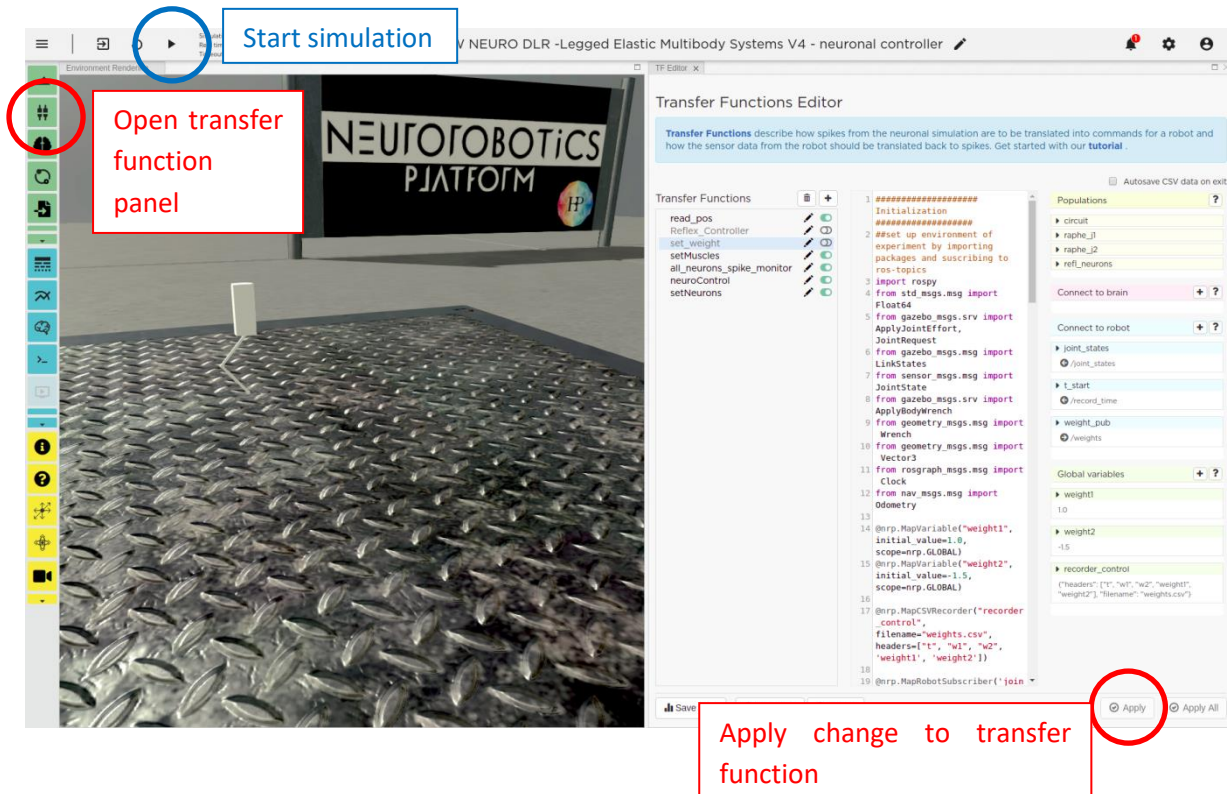 Start simulation
W NEURO DLR -Legged Elastic Multibody Systems V4 - neuronal controller
Environment Rendering
Open transfer
function
panel
NEUROROBOTICS
PLATFORM
HP
TF Editor x
Transfer Functions Editor
Transfer Functions describe how spikes from the neuronal simulation are to be translated into commands for a robot and
how the sensor data from the robot should be translated back to spikes. Get started with our tutorial .
Autosave CSV data on exit
Transfer Functions
read_pos
Reflex_Controller
set_weight
setMuscles
all_neurons_spike_monitor
neuroControl
setNeurons
1 ####################
Initialization
###################
2 ##set up environment of
experiment by importing
packages and suscribing to
ros-topics
3 import rospy
4 from std_msgs.msg import
Float64
5 from gazebo_msgs.srv import
ApplyJointEffort,
JointRequest
6 from gazebo_msgs.msg import
LinkStates
7 from sensor_msgs.msg import
JointState
8 from gazebo_msgs.srv import
ApplyBodyWrench
9 from geometry_msgs.msg import
Wrench
10 from geometry_msgs.msg import
Vector3
11 from rosgraph_msgs.msg import
Clock
12 from nav_msgs.msg import
Odometry
13
14 @nrp.MapVariable("weight1",
initial_value=1.0,
scope=nrp.GLOBAL)
15 @nrp.MapVariable("weight2",
initial_value=-1.5,
scope=nrp.GLOBAL)
16
17 @nrp.MapCSVRecorder("recorder
_control",
filename="weights.csv",
headers=["t", "w1", "w2",
'weight1', 'weight2'])
18
19 @nrp.MapRobotSubscriber('join
Populations ?
circuit
raphe_j1
raphe_j2
refl_neurons
Connect to brain + ?
Connect to robot + ?
joint_states
/joint_states
t_start
/record_time
weight_pub
/weights
Global variables + ?
weight1
1.0
weight2
-1.5
recorder_control
{"headers": ["t", "w1", "w2", "weight1",
"weight2"], "filename": "weights.csv"}
Save
Apply
Apply All
Apply change to transfer
function